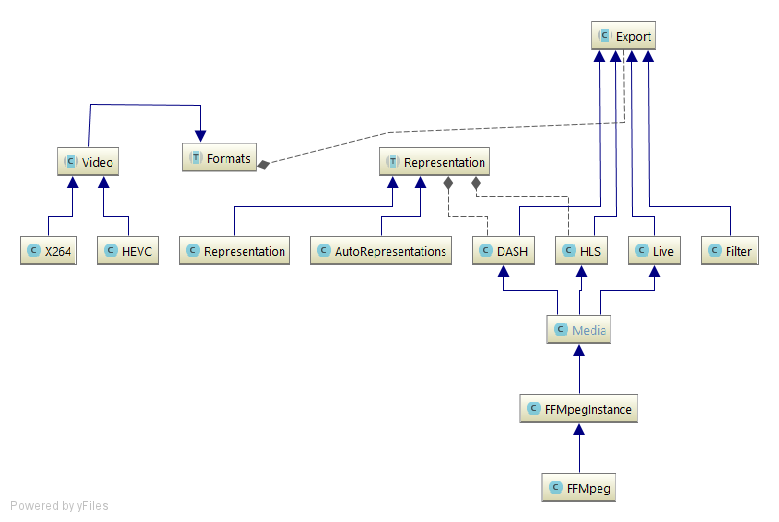 C Export
C Video
T Formats
T Representation
C X264
C HEVC
C Representation
C AutoRepresentations
C DASH
C HLS
C Live
C Filter
C Media
C FFMpegInstance
C FFMpeg
Powered by yFiles